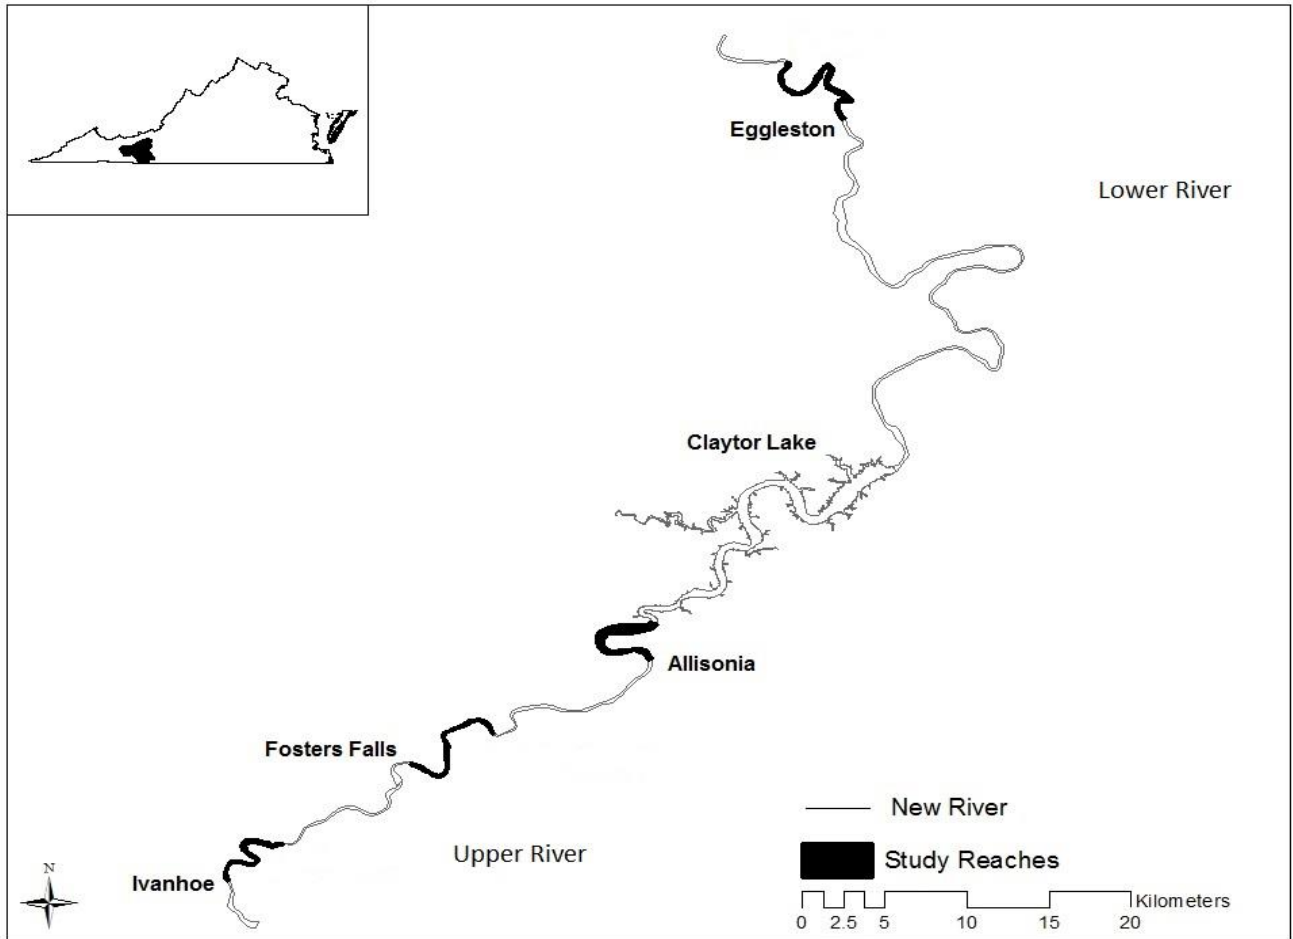 Eggleston
Lower River
Claytor Lake
Allisonia
Fosters Falls
Upper River
Ivanhoe
N
New River
Study Reaches
Kilometers
0 2.5 5 10 15 20